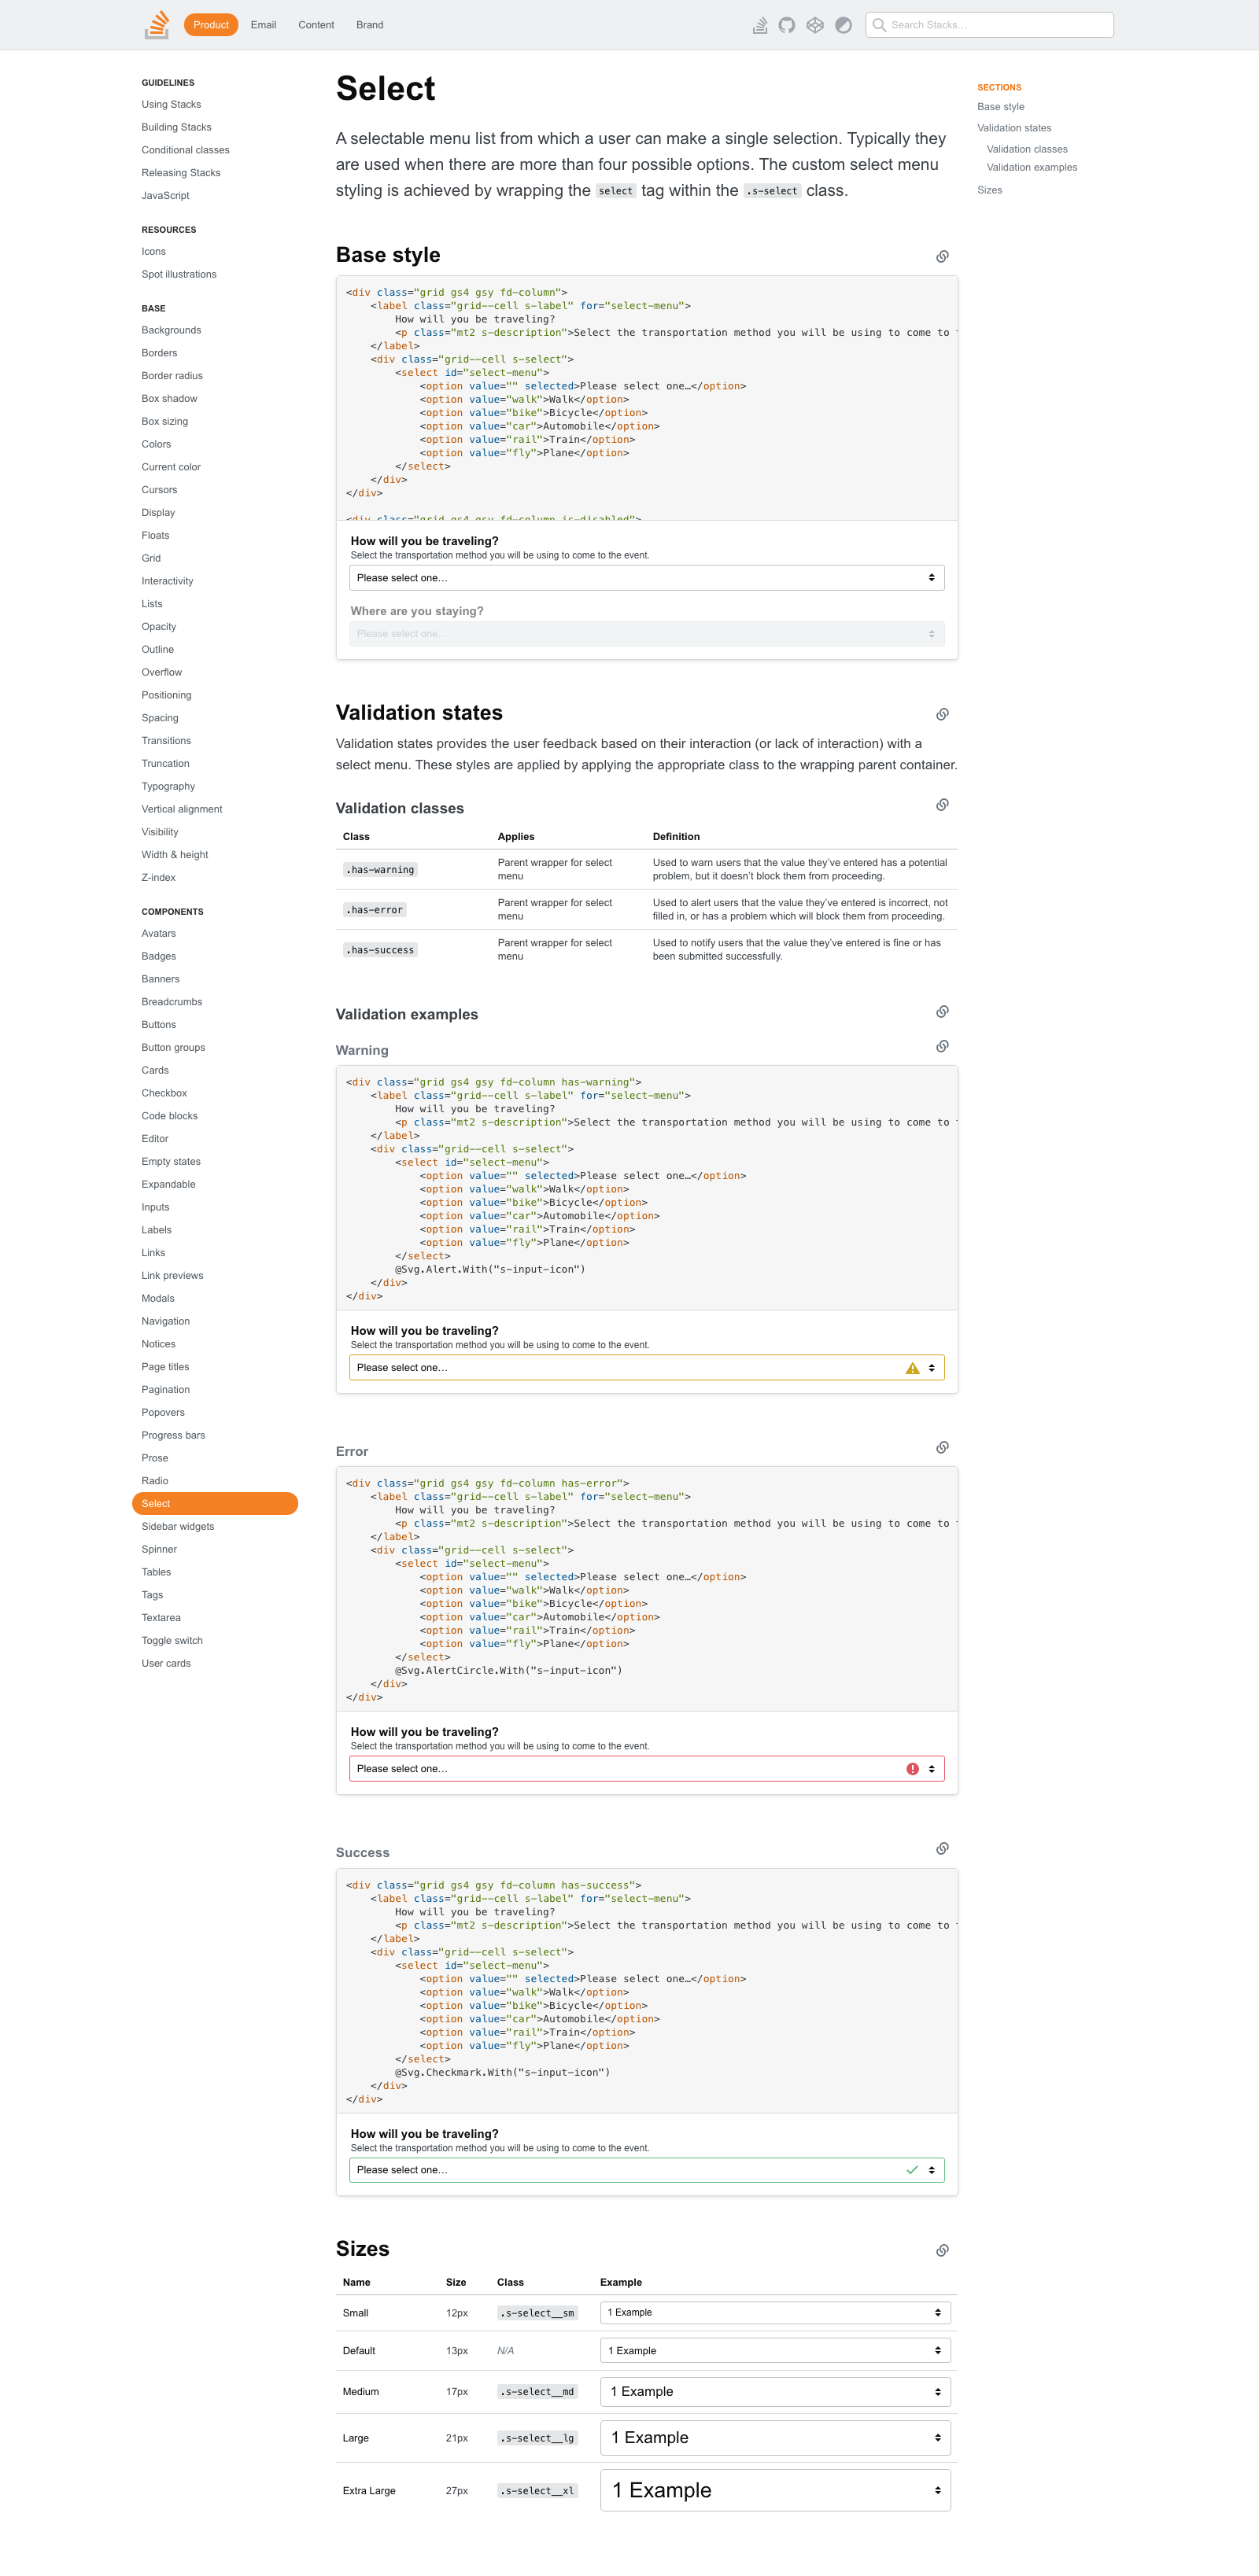 Product Email Content Brand
Search Stacks…
GUIDELINES
Using Stacks
Building Stacks
Conditional classes
Releasing Stacks
JavaScript
RESOURCES
Icons
Spot illustrations
BASE
Backgrounds
Borders
Border radius
Box shadow
Box sizing
Colors
Current color
Cursors
Display
Floats
Grid
Interactivity
Lists
Opacity
Outline
Overflow
Positioning
Spacing
Transitions
Truncation
Typography
Vertical alignment
Visibility
Width & height
Z-index
COMPONENTS
Avatars
Badges
Banners
Breadcrumbs
Buttons
Button groups
Cards
Checkbox
Code blocks
Editor
Empty states
Expandable
Inputs
Labels
Links
Link previews
Modals
Navigation
Notices
Page titles
Pagination
Popovers
Progress bars
Prose
Radio
Select
Sidebar widgets
Spinner
Tables
Tags
Textarea
Toggle switch
User cards
Select
A selectable menu list from which a user can make a single selection. Typically they
are used when there are more than four possible options. The custom select menu
styling is achieved by wrapping the select tag within the .s-select class.
Base style
<div class="grid gs4 gsy fd-column">
<label class="grid--cell s-label" for="select-menu">
How will you be traveling?
<p class="mt2 s-description">Select the transportation method you will be using to come to
</label>
<div class="grid--cell s-select">
<select id="select-menu">
<option value="" selected>Please select one…</option>
<option value="walk">Walk</option>
<option value="bike">Bicycle</option>
<option value="car">Automobile</option>
<option value="rail">Train</option>
<option value="fly">Plane</option>
</select>
</div>
</div>
<div class="grid gs4 gsy fd-column is-disabled">
How will you be traveling?
Select the transportation method you will be using to come to the event.
Please select one…
Where are you staying?
Please select one…
Validation states
Validation states provides the user feedback based on their interaction (or lack of interaction) with a
select menu. These styles are applied by applying the appropriate class to the wrapping parent container.
Validation classes
Class Applies Definition
.has-warning Parent wrapper for select menu Used to warn users that the value they’ve entered has a potential
problem, but it doesn’t block them from proceeding.
.has-error Parent wrapper for select menu Used to alert users that the value they’ve entered is incorrect, not
filled in, or has a problem which will block them from proceeding.
.has-success Parent wrapper for select menu Used to notify users that the value they’ve entered is fine or has
been submitted successfully.
Validation examples
Warning
<div class="grid gs4 gsy fd-column has-warning">
<label class="grid--cell s-label" for="select-menu">
How will you be traveling?
<p class="mt2 s-description">Select the transportation method you will be using to come to
</label>
<div class="grid--cell s-select">
<select id="select-menu">
<option value="" selected>Please select one…</option>
<option value="walk">Walk</option>
<option value="bike">Bicycle</option>
<option value="car">Automobile</option>
<option value="rail">Train</option>
<option value="fly">Plane</option>
</select>
@Svg.Alert.With("s-input-icon")
</div>
</div>
How will you be traveling?
Select the transportation method you will be using to come to the event.
Please select one…
Error
<div class="grid gs4 gsy fd-column has-error">
<label class="grid--cell s-label" for="select-menu">
How will you be traveling?
<p class="mt2 s-description">Select the transportation method you will be using to come to
</label>
<div class="grid--cell s-select">
<select id="select-menu">
<option value="" selected>Please select one…</option>
<option value="walk">Walk</option>
<option value="bike">Bicycle</option>
<option value="car">Automobile</option>
<option value="rail">Train</option>
<option value="fly">Plane</option>
</select>
@Svg.AlertCircle.With("s-input-icon")
</div>
</div>
How will you be traveling?
Select the transportation method you will be using to come to the event.
Please select one…
Success
<div class="grid gs4 gsy fd-column has-success">
<label class="grid--cell s-label" for="select-menu">
How will you be traveling?
<p class="mt2 s-description">Select the transportation method you will be using to come to
</label>
<div class="grid--cell s-select">
<select id="select-menu">
<option value="" selected>Please select one…</option>
<option value="walk">Walk</option>
<option value="bike">Bicycle</option>
<option value="car">Automobile</option>
<option value="rail">Train</option>
<option value="fly">Plane</option>
</select>
@Svg.Checkmark.With("s-input-icon")
</div>
</div>
How will you be traveling?
Select the transportation method you will be using to come to the event.
Please select one…
Sizes
Name Size Class Example
Small 12px .s-select__sm 1 Example
Default 13px N/A 1 Example
Medium 17px .s-select__md 1 Example
Large 21px .s-select__lg 1 Example
Extra Large 27px .s-select__xl 1 Example
SECTIONS
Base style
Validation states
Validation classes
Validation examples
Sizes